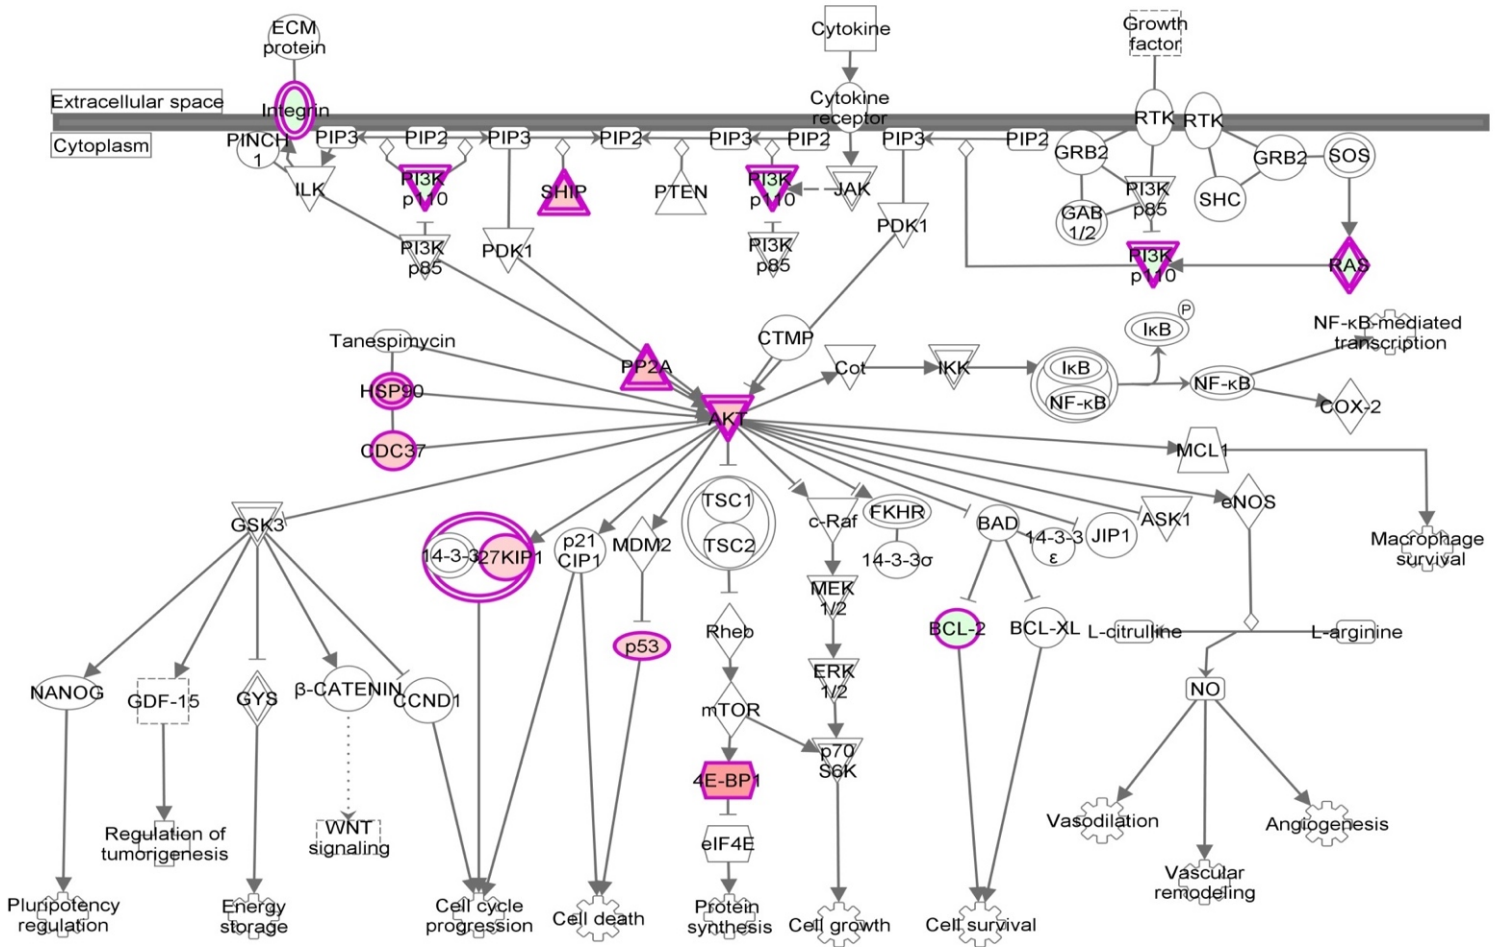 ECM
protein
Cytokine
Growth
factor
Extracellular space
Integrin
Cytokine
receptor
RTK
RTK
Cytoplasm
PINCH
1
PIP3
PIP2
PIP3
PIP2
PIP3
PIP2
PIP3
PIP2
GRB2
GRB2
SOS
ILK
PI3K
p110
SHIP
PTEN
PI3K
p110
JAK
PI3K
p85
SHC
GAB
1/2
PDK1
PI3K
p85
PDK1
PI3K
p85
PI3K
p110
RAS
Tanespimycin
CTMP
P
IκB
NF-κB-mediated
transcription
PP2A
Cot
IKK
IκB
NF-κB
NF-κB
COX-2
HSP90
AKT
CDC37
MCL1
GSK3
14-3-3
27KIP1
p21
CIP1
MDM2
TSC1
TSC2
c-Raf
FKHR
14-3-3σ
BAD
14-3-3
ε
JIP1
ASK1
eNOS
Macrophage
survival
MEK
1/2
p53
Rheb
BCL-2
BCL-XL
L-citrulline
L-arginine
NANOG
GDF-15
GYS
β-CATENIN
CCND1
mTOR
ERK
1/2
NO
p70
S6K
4E-BP1
Regulation of
tumorigenesis
WNT
signaling
eIF4E
Vasodilation
Angiogenesis
Vascular
remodeling
Pluripotency
regulation
Energy
storage
Cell cycle
progression
Cell death
Protein
synthesis
Cell growth
Cell survival